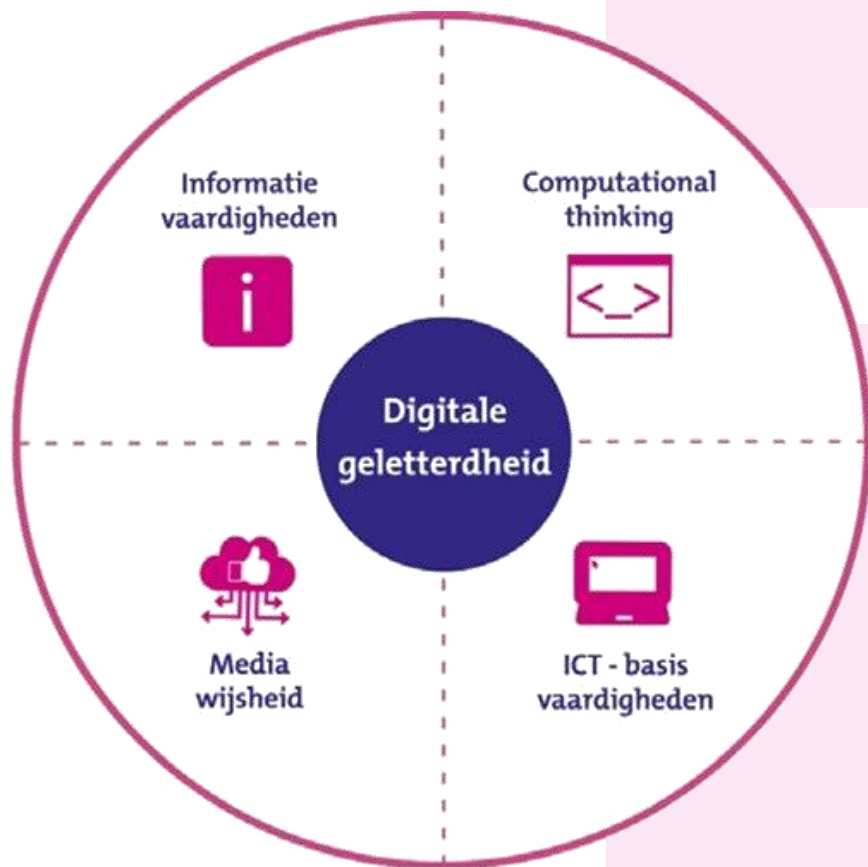 Informatie
vaardigheden
i
Computational
thinking
<_>
Digitale
geletterdheid
Media
wijsheid
ICT - basis
vaardigheden